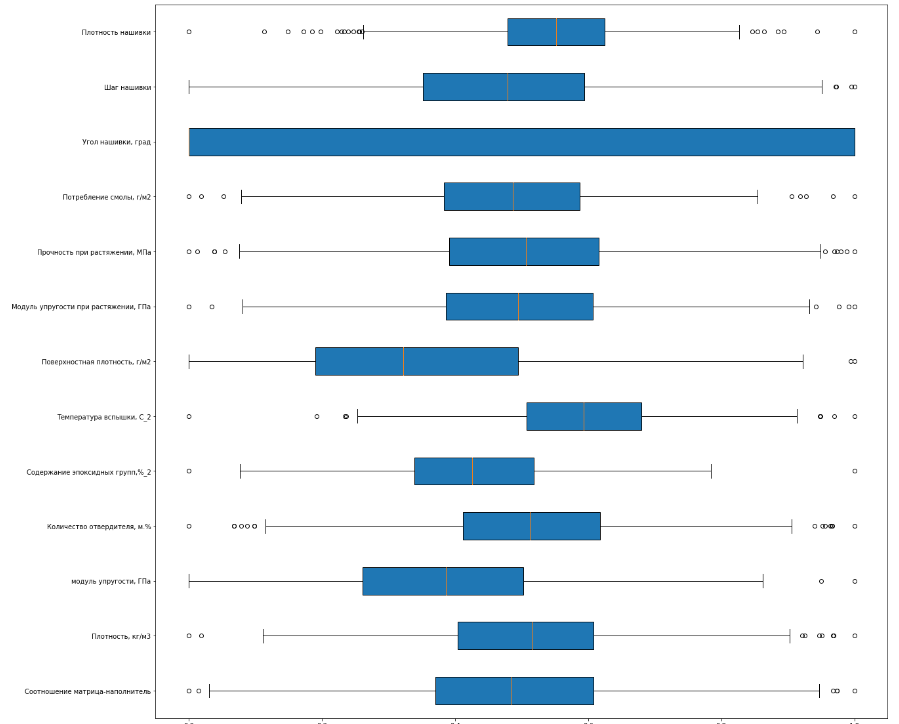 Плотность нашивки
Шаг нашивки
Угол нашивки, град
Потребление смолы, г/м2
Прочность при растяжении, МПа
Модуль упругости при растяжении, ГПа
Поверхностная плотность, г/м2
Температура вспышки, С_2
Содержание эпоксидных групп,%_2
Количество отвердителя, м.%
модуль упругости, ГПа
Плотность, кг/м3
Соотношение матрица-наполнитель